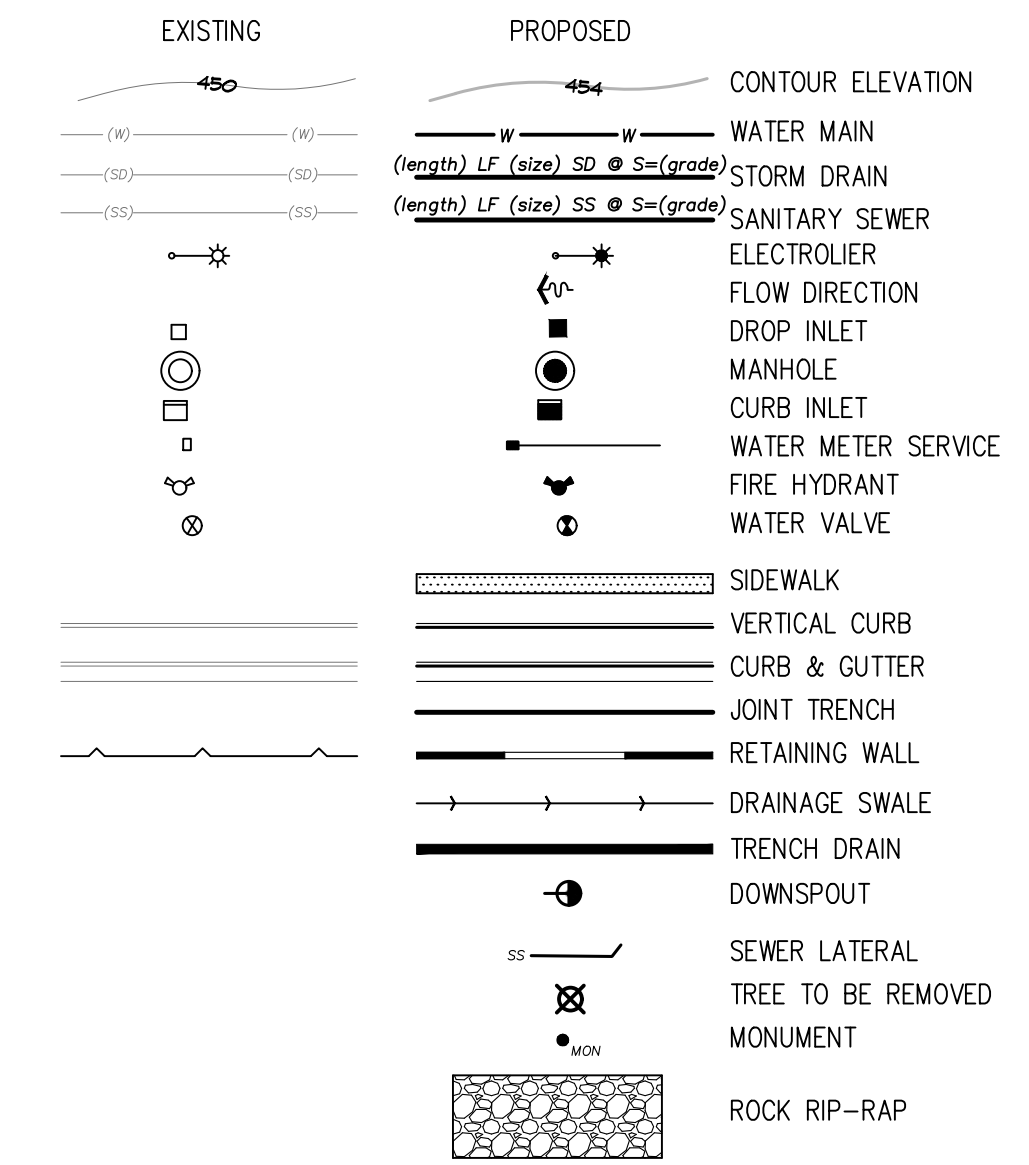 EXISTING PROPOSED
450 454 CONTOUR ELEVATION
(W) (W) W W WATER MAIN
(SD) (SD) (length) LF (size) SD @ S=(grade) STORM DRAIN
(SS) (SS) (length) LF (size) SS @ S=(grade) SANITARY SEWER
ELECTROLIER
FLOW DIRECTION
DROP INLET
MANHOLE
CURB INLET
WATER METER SERVICE
FIRE HYDRANT
WATER VALVE
SIDEWALK
VERTICAL CURB
CURB & GUTTER
JOINT TRENCH
RETAINING WALL
DRAINAGE SWALE
TRENCH DRAIN
DOWNSPOUT
SS SEWER LATERAL
TREE TO BE REMOVED
MON MONUMENT
ROCK RIP-RAP